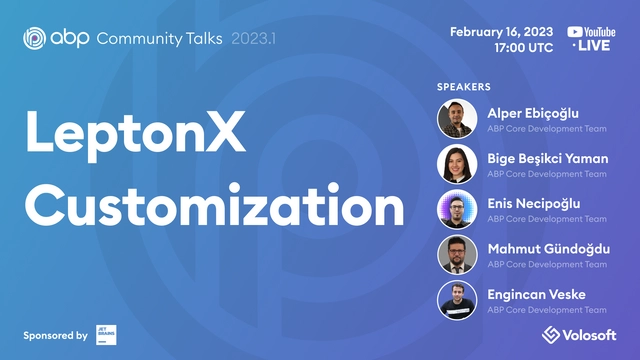 abp Community Talks 2023.1
February 16, 2023
17:00 UTC
YouTube
LIVE
LeptonX
Customization
SPEAKERS
Alper Ebiçoğlu
ABP Core Development Team
Bige Beşikci Yaman
ABP Core Development Team
Enis Necipoğlu
ABP Core Development Team
Mahmut Gündoğdu
ABP Core Development Team
Engincan Veske
ABP Core Development Team
Sponsored by
JET
BRAINS
Volosoft